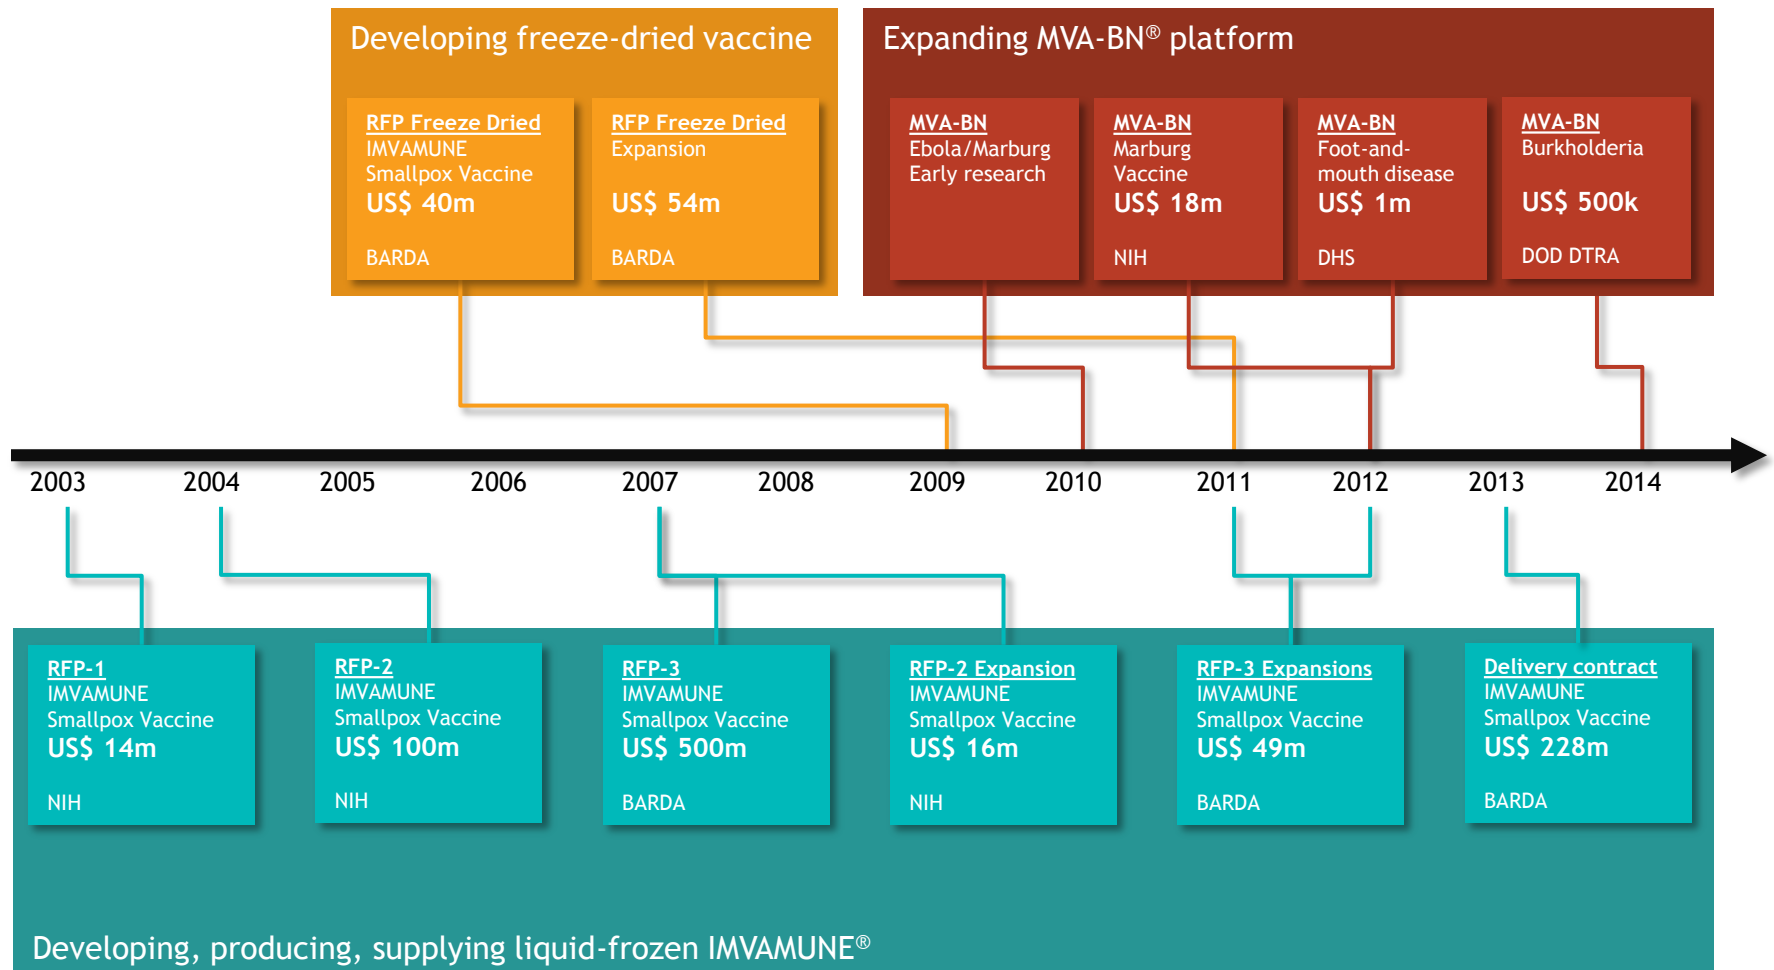 Developing freeze-dried vaccine
RFP Freeze Dried
IMVAMUNE
Smallpox Vaccine
US$ 40m
BARDA
RFP Freeze Dried
Expansion
US$ 54m
BARDA
Expanding MVA-BN® platform
MVA-BN
Ebola/Marburg
Early research
MVA-BN
Marburg
Vaccine
US$ 18m
NIH
MVA-BN
Foot-and-
mouth disease
US$ 1m
DHS
MVA-BN
Burkholderia
US$ 500k
DOD DTRA
2003 2004 2005 2006 2007 2008 2009 2010 2011 2012 2013 2014
RFP-1
IMVAMUNE
Smallpox Vaccine
US$ 14m
NIH
RFP-2
IMVAMUNE
Smallpox Vaccine
US$ 100m
NIH
RFP-3
IMVAMUNE
Smallpox Vaccine
US$ 500m
BARDA
RFP-2 Expansion
IMVAMUNE
Smallpox Vaccine
US$ 16m
NIH
RFP-3 Expansions
IMVAMUNE
Smallpox Vaccine
US$ 49m
BARDA
Delivery contract
IMVAMUNE
Smallpox Vaccine
US$ 228m
BARDA
Developing, producing, supplying liquid-frozen IMVAMUNE®